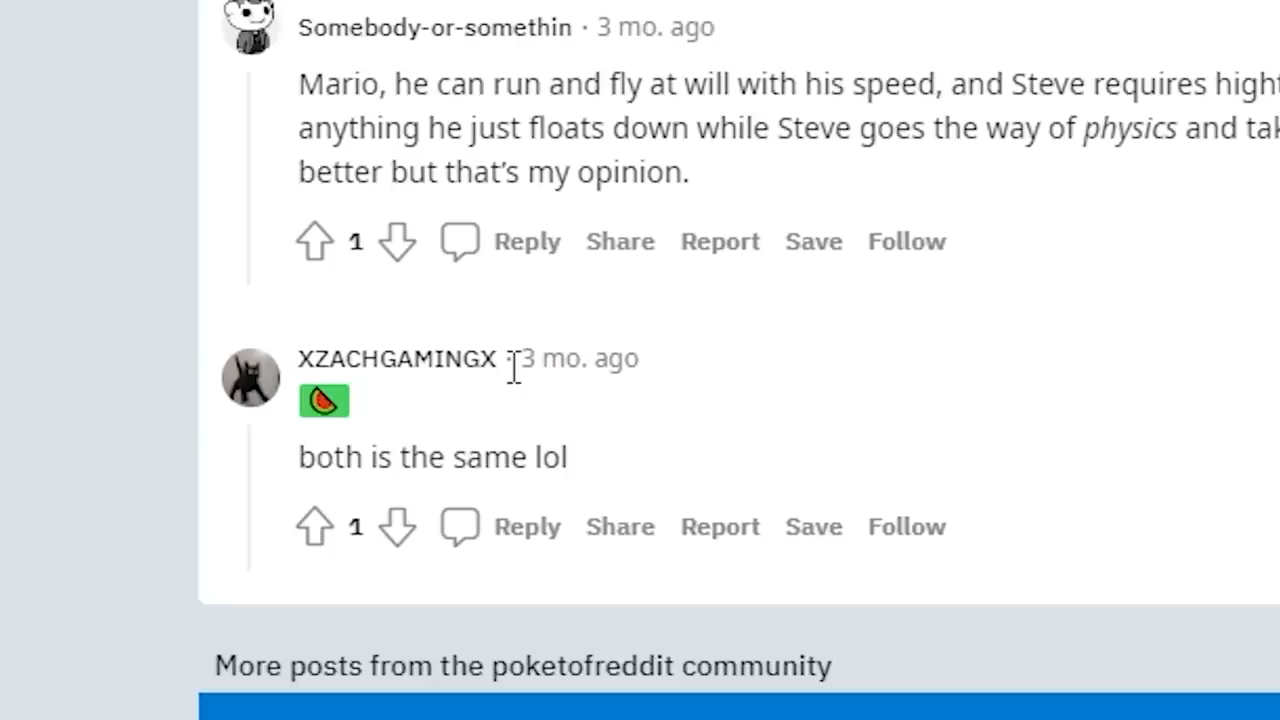 Somebody-or-somethin · 3 mo. ago
Mario, he can run and fly at will with his speed, and Steve requires
anything he just floats down while Steve goes the way of physics and
better but that’s my opinion.
1 Reply Share Report Save Follow
XZACHGAMINGX · 3 mo. ago
both is the same lol
1 Reply Share Report Save Follow
More posts from the poketofreddit community